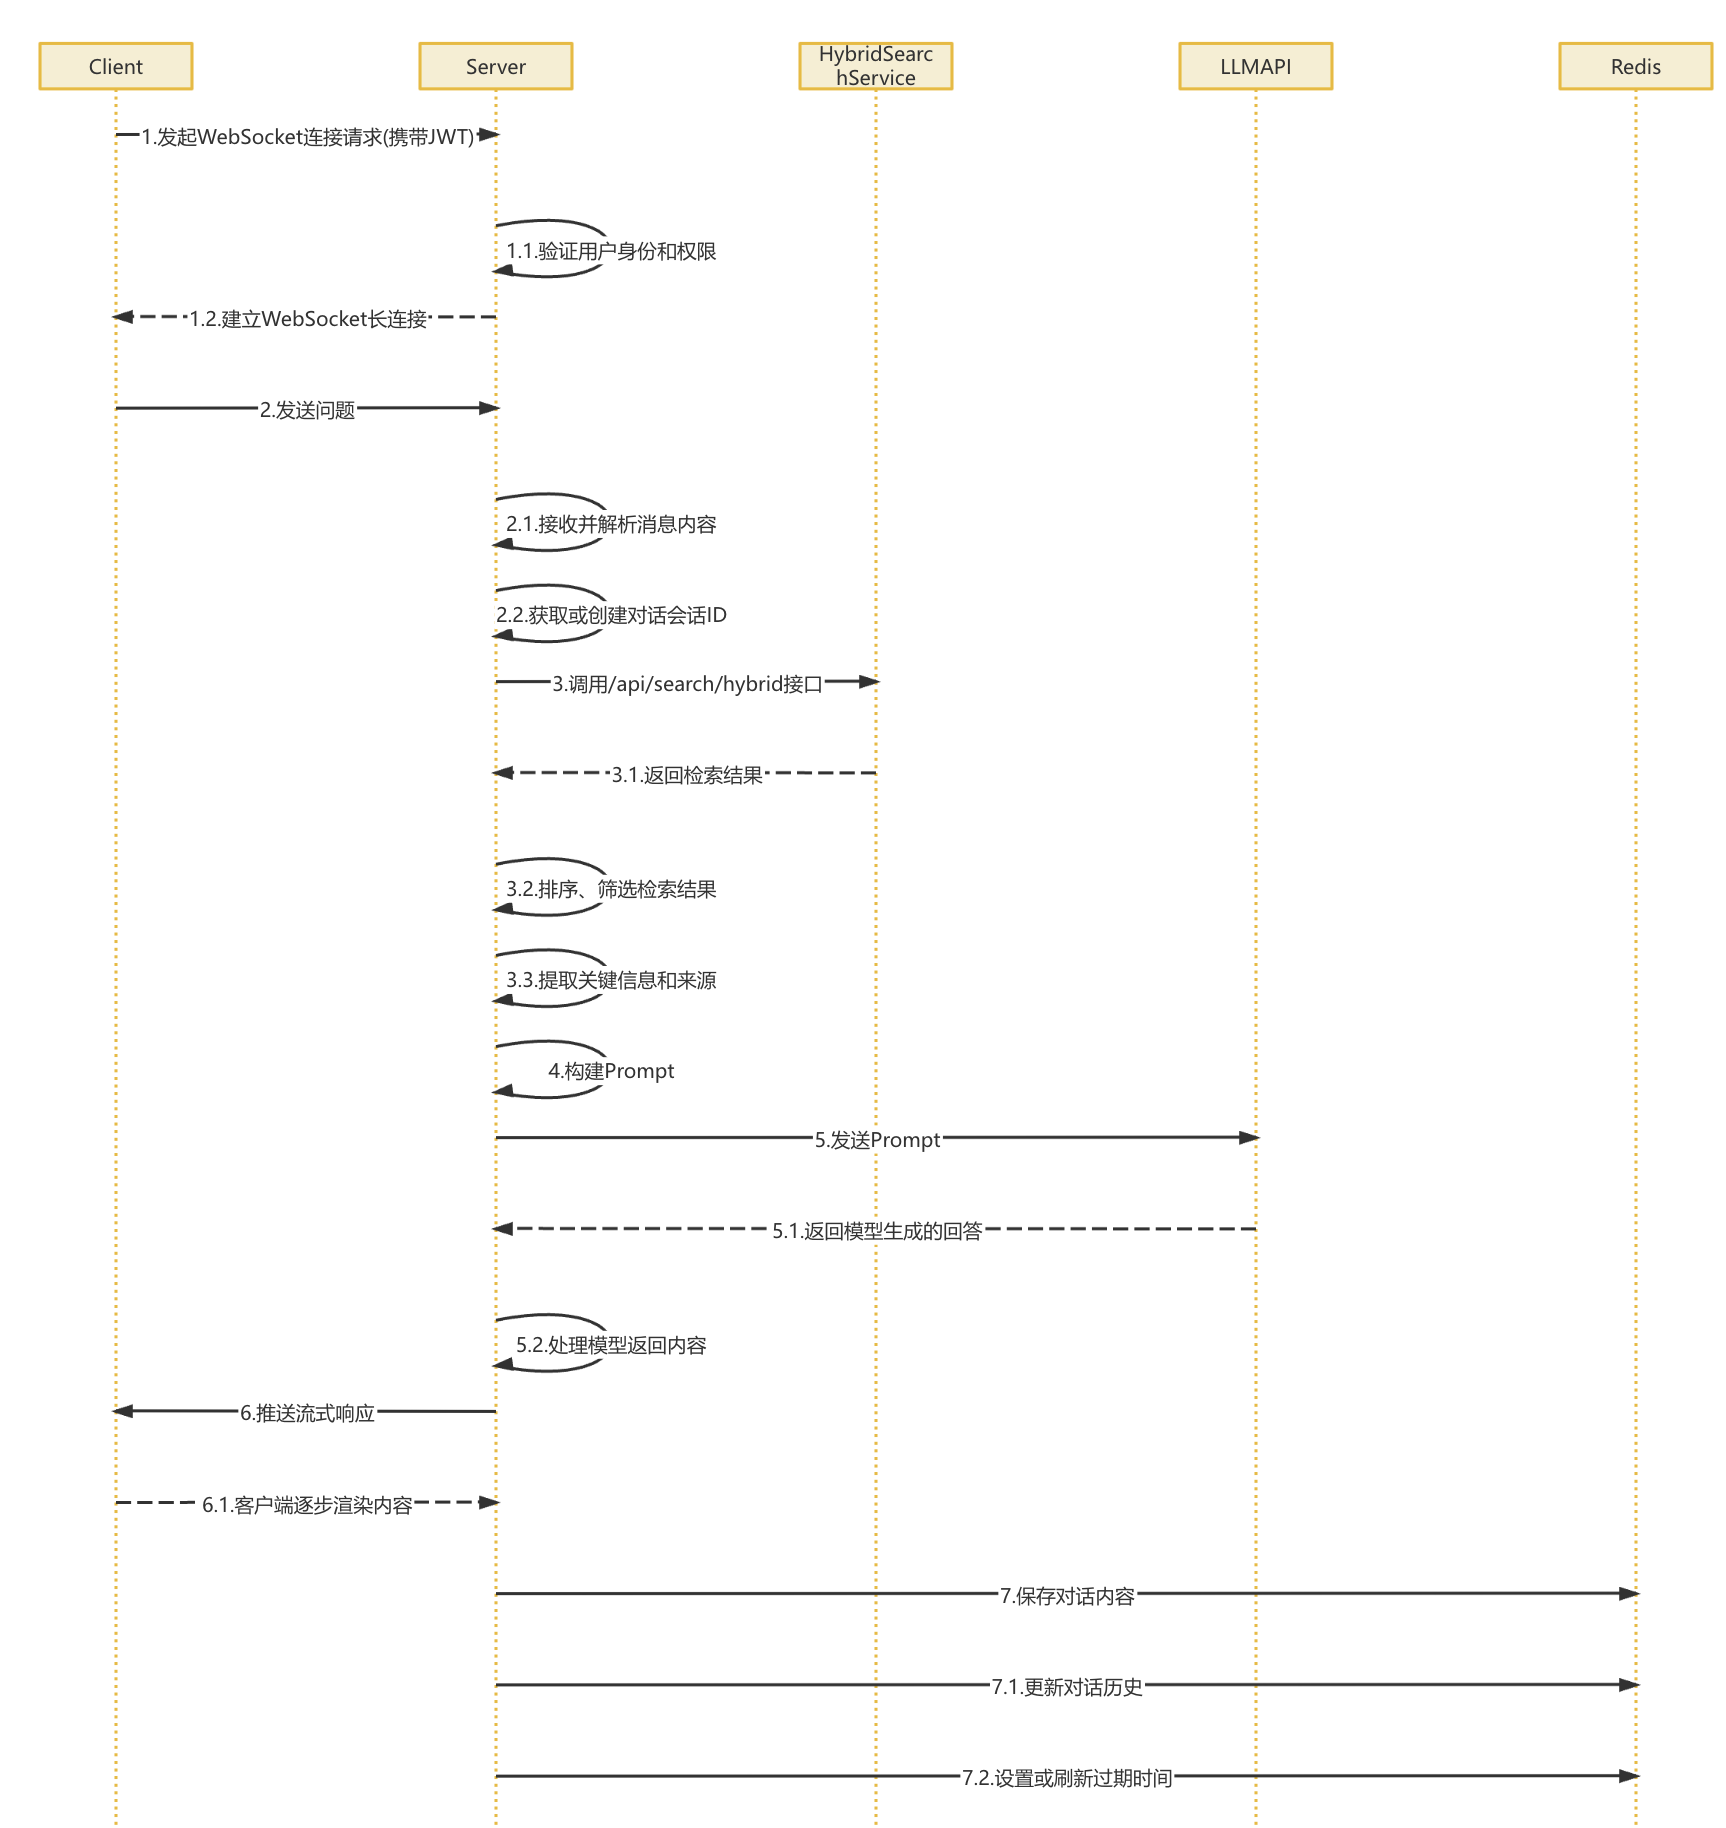 Client
Server
HybridSearc
hService
LLMAPI
Redis
1.发起WebSocket连接请求(携带JWT)
1.1.验证用户身份和权限
1.2.建立WebSocket长连接
2.发送问题
2.1.接收并解析消息内容
2.2.获取或创建对话会话ID
3.调用/api/search/hybrid接口
3.1.返回检索结果
3.2.排序、筛选检索结果
3.3.提取关键信息和来源
4.构建Prompt
5.发送Prompt
5.1.返回模型生成的回答
5.2.处理模型返回内容
6.推送流式响应
6.1.客户端逐步渲染内容
7.保存对话内容
7.1.更新对话历史
7.2.设置或刷新过期时间